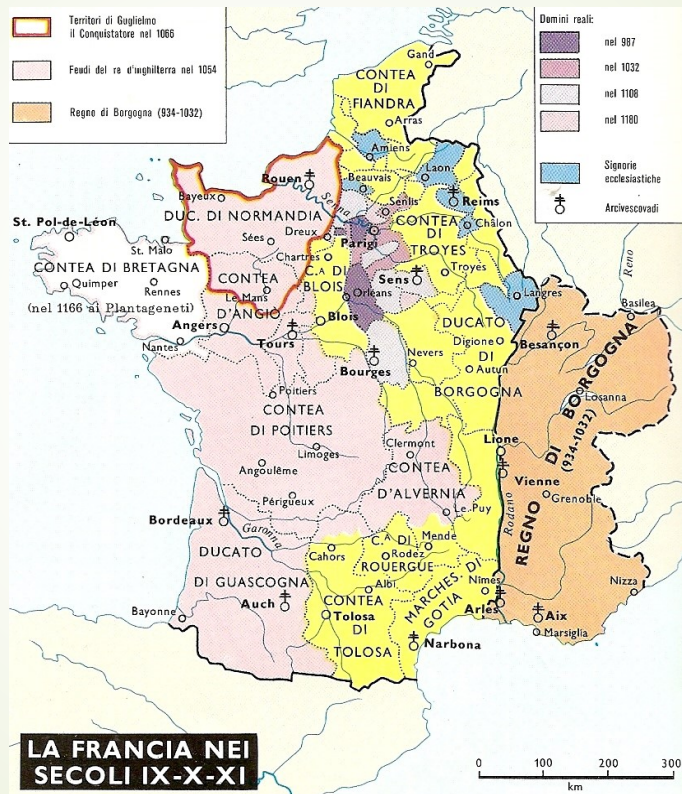 Territori di Guglielmo
il Conquistatore nel 1066
Feudi del re d'inghilterra nel 1054
Regno di Borgogna (934-1032)
Domini reali:
nel 987
nel 1032
nel 1108
nel 1180
Signorie
ecclesiastiche
Arcivescovadi
Gand
CONTEA
DI
FIANDRA
Arras
Amiens
Rouen
Beauvais
Laon
Bayeux
Senlis
Reims
DUC. DI NORMANDIA
Senna
CONTEA
DI
TROYES
St. Pol-de-Léon
Sées
Dreux
Parigi
Châlon
St. Malo
Chartres
CONTEA DI BRETAGNA
CONTEA
D'ANGIÒ
C.A DI
BLOIS
Troyes
Quimper
Rennes
Le Mans
Orléans
Sens
Langres
Reno
(nel 1166 ai Plantageneti)
Basilea
Angers
Blois
DUCATO
DI
BORGOGNA
Besançon
Nantes
Tours
Digione
Bourges
Nevers
Autun
Losanna
Poitiers
CONTEA
DI POITIERS
REGNO DI BORGOGNA
(934-1032)
Limoges
Clermont
Lione
Angoulême
CONTEA
D'ALVERNIA
Vienne
Périgueux
Le Puy
Grenoble
Rodano
Bordeaux
Garonna
Cahors
C.A DI
ROUERGUE
Rodez
Mende
DUCATO
DI GUASCOGNA
Albi
MARCHES. DI
GOTIA
Nîmes
Nizza
Auch
CONTEA
DI
TOLOSA
Tolosa
Arles
Aix
Bayonne
Marsiglia
Narbona
LA FRANCIA NEI
SECOLI IX-X-XI
0 100 200 300
km